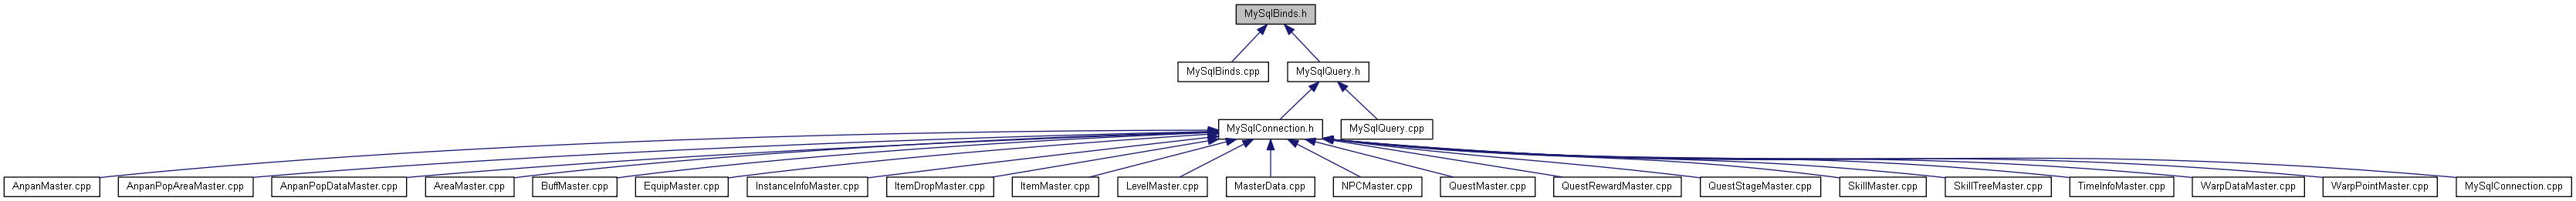 MySqlBinds.h
MySqlBinds.cpp
MySqlQuery.h
MySqlConnection.h
MySqlQuery.cpp
AnpanMaster.cpp
AnpanPopAreaMaster.cpp
AnpanPopDataMaster.cpp
AreaMaster.cpp
BuffMaster.cpp
EquipMaster.cpp
InstanceInfoMaster.cpp
ItemDropMaster.cpp
ItemMaster.cpp
LevelMaster.cpp
MasterData.cpp
NPCMaster.cpp
QuestMaster.cpp
QuestRewardMaster.cpp
QuestStageMaster.cpp
SkillMaster.cpp
SkillTreeMaster.cpp
TimeInfoMaster.cpp
WarpDataMaster.cpp
WarpPointMaster.cpp
MySqlConnection.cpp